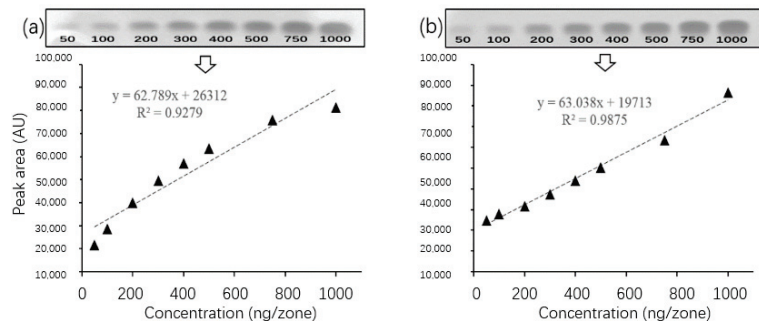 (a)
50 100 200 300 400 500 750 1000
100,000
90,000
80,000
70,000
60,000
50,000
40,000
30,000
20,000
10,000
y = 62.789x + 26312
R² = 0.9279
Peak area (AU)
0 200 400 600 800 1000
Concentration (ng/zone)
(b)
50 100 200 300 400 500 750 1000
100,000
90,000
80,000
70,000
60,000
50,000
40,000
30,000
20,000
10,000
y = 63.038x + 19713
R² = 0.9875
0 200 400 600 800 1000
Concentration (ng/zone)